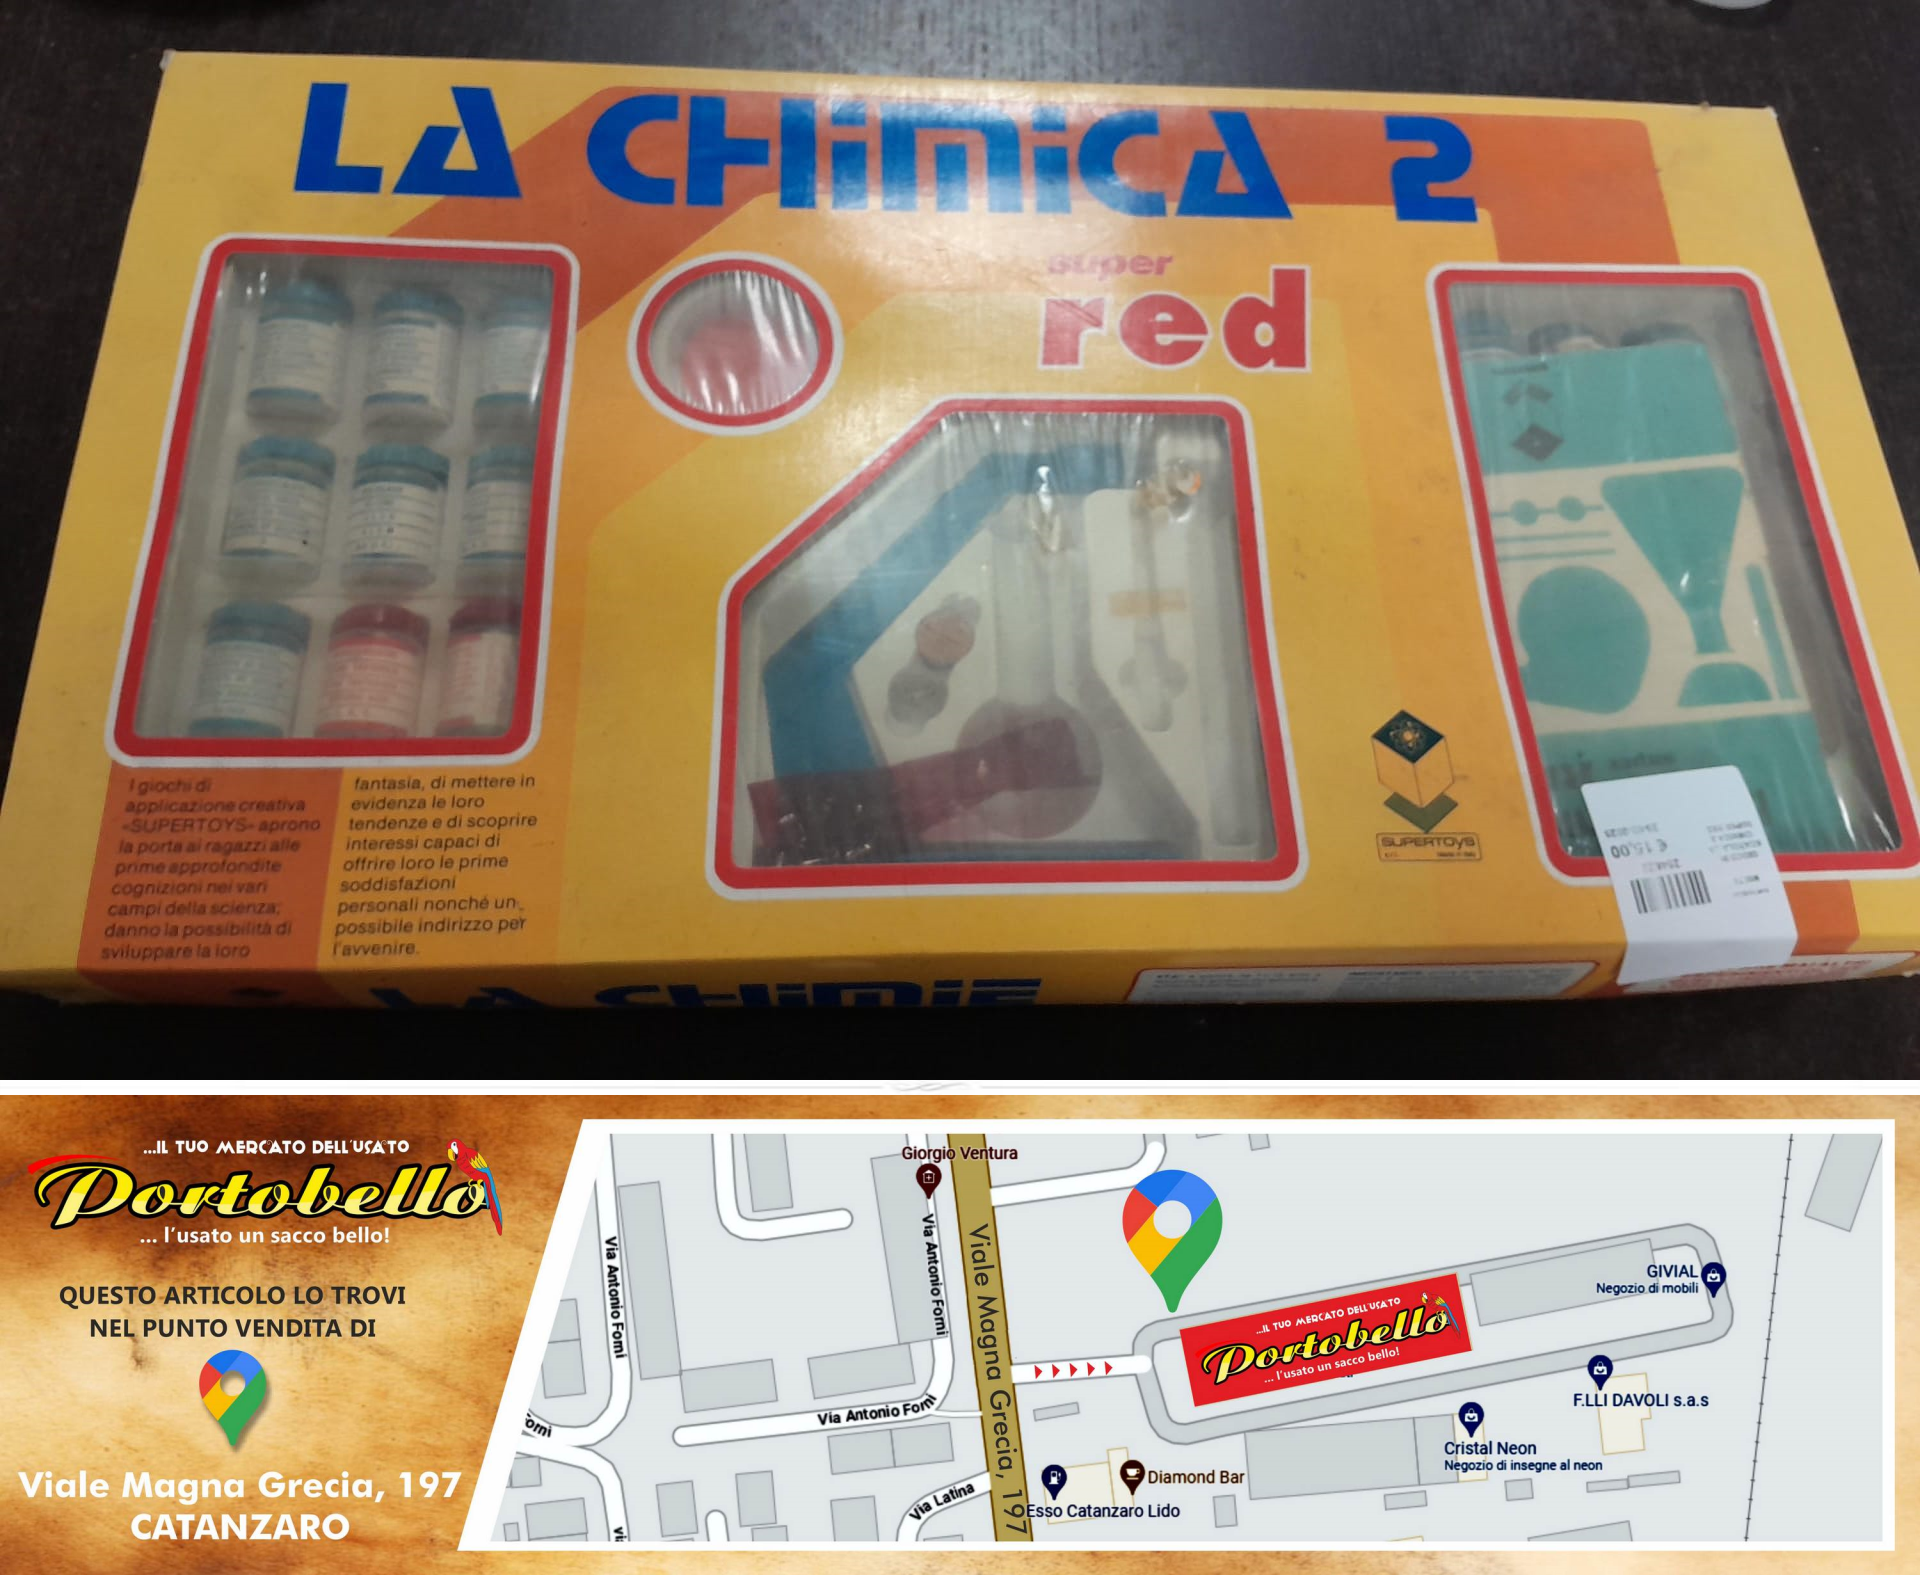 LA CHIMICA 2
super
red
I giochi di
applicazione creativa
«SUPERTOYS» aprono
la porta ai ragazzi alle
prime approfondite
cognizioni nei vari
campi della scienza;
danno la possibilità di
sviluppare la loro
fantasia, di mettere in
evidenza le loro
tendenze e di scoprire
interessi capaci di
offrire loro le prime
soddisfazioni
personali nonché un
possibile indirizzo per
l'avvenire.
SUPERTOYS
€ 15,00
LA CHIMIE
...IL TUO MERCATO DELL'USATO
Portobello
... l'usato un sacco bello!
QUESTO ARTICOLO LO TROVI
NEL PUNTO VENDITA DI
Viale Magna Grecia, 197
CATANZARO
Giorgio Ventura
Via Antonio Forni
Via Antonio Forni
Viale Magna Grecia, 197
GIVIAL
Negozio di mobili
...IL TUO MERCATO DELL'USATO
Portobello
... l'usato un sacco bello!
F.LLI DAVOLI s.a.s
Via Antonio Forni
Cristal Neon
Negozio di insegne al neon
Diamond Bar
Via Latina
Esso Catanzaro Lido